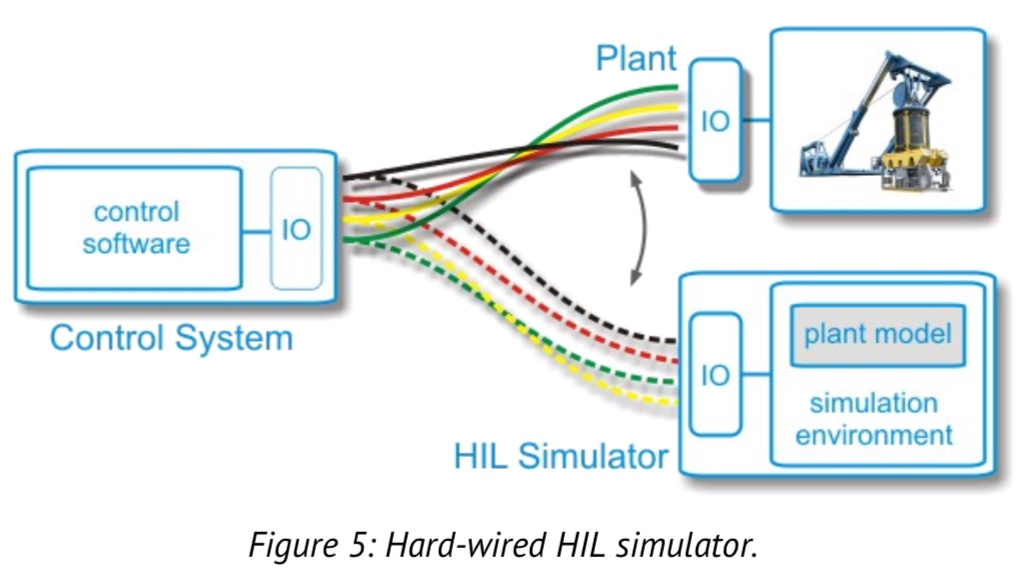 Plant
IO
control
software
IO
Control System
IO
plant model
simulation
environment
HIL Simulator
Figure 5: Hard-wired HIL simulator.